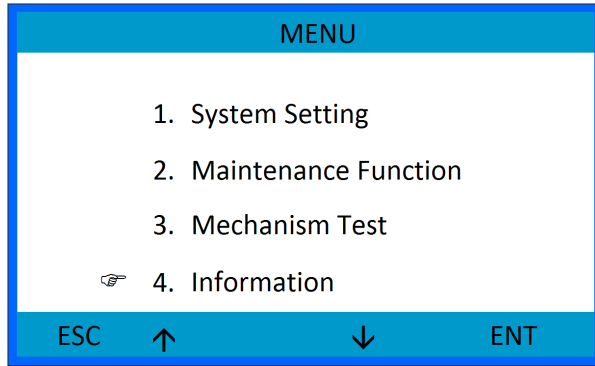 MENU
1. System Setting
2. Maintenance Function
3. Mechanism Test
☞ 4. Information
ESC ↑ ↓ ENT